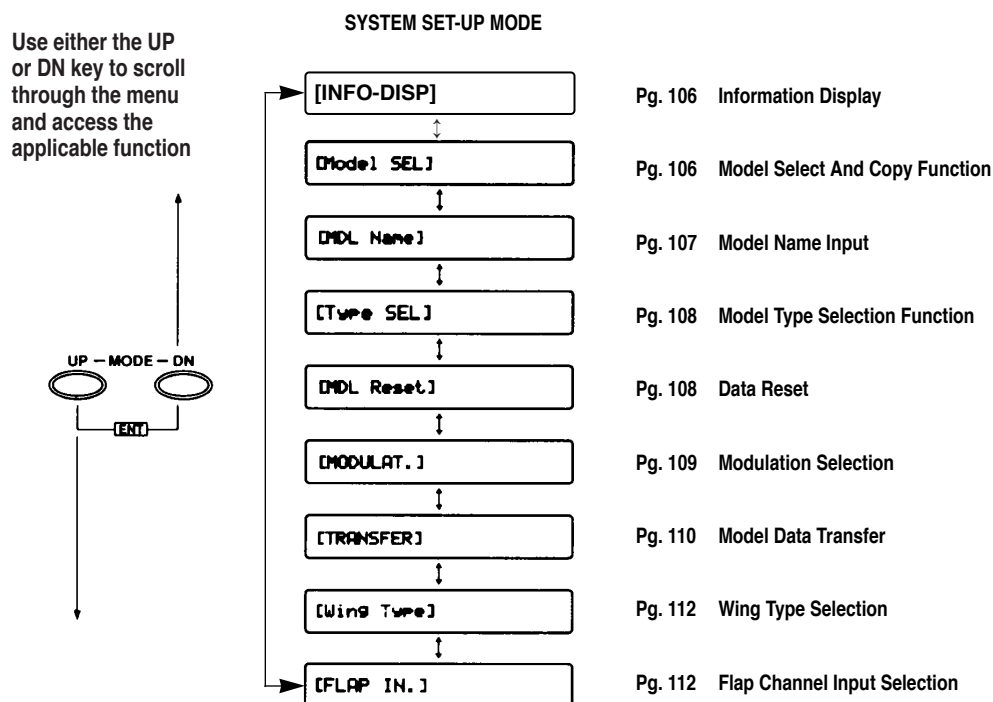 SYSTEM SET-UP MODE
Use either the UP
or DN key to scroll
through the menu
and access the
applicable function
[INFO-DISP] Pg. 106 Information Display
[Model SEL] Pg. 106 Model Select And Copy Function
[MDL Name] Pg. 107 Model Name Input
[Type SEL] Pg. 108 Model Type Selection Function
UP – MODE – DN
[MDL Reset] Pg. 108 Data Reset
ENT
[MODULAT.] Pg. 109 Modulation Selection
[TRANSFER] Pg. 110 Model Data Transfer
[Wing Type] Pg. 112 Wing Type Selection
[FLAP IN.] Pg. 112 Flap Channel Input Selection